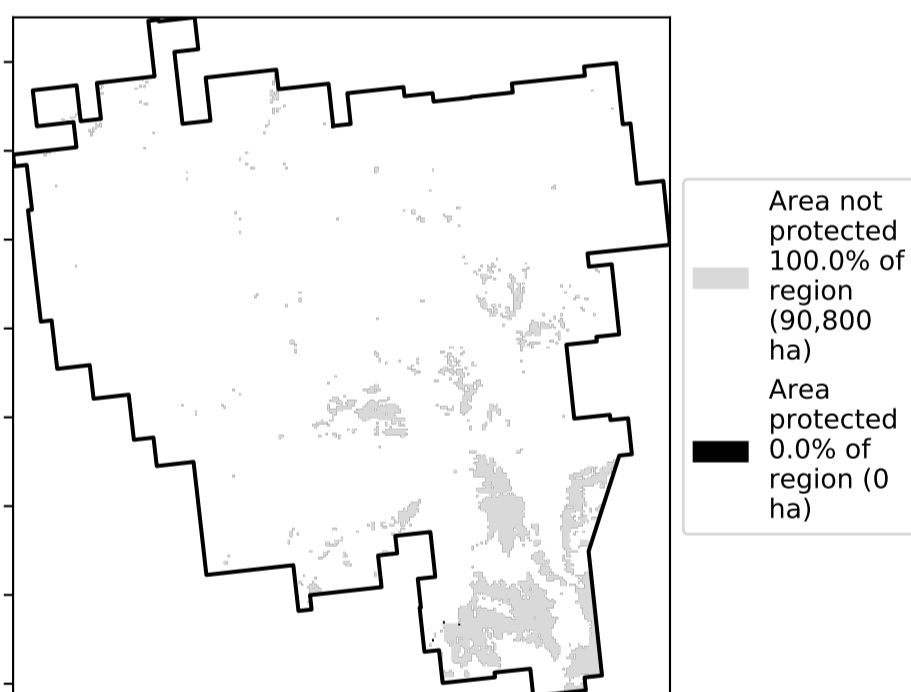 Area not
protected
100.0% of
region
(90,800
ha)
Area
protected
0.0% of
region (0
ha)